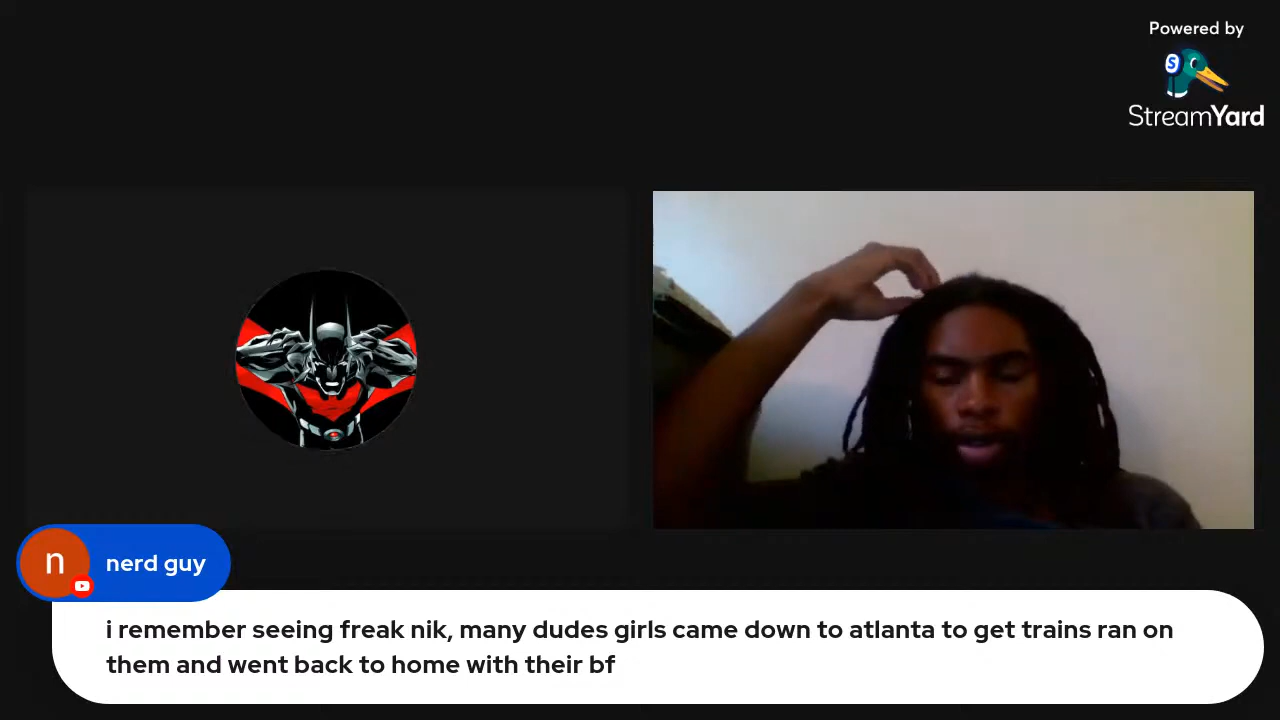 Powered by
StreamYard
n
nerd guy
i remember seeing freak nik, many dudes girls came down to atlanta to get trains ran on
them and went back to home with their bf